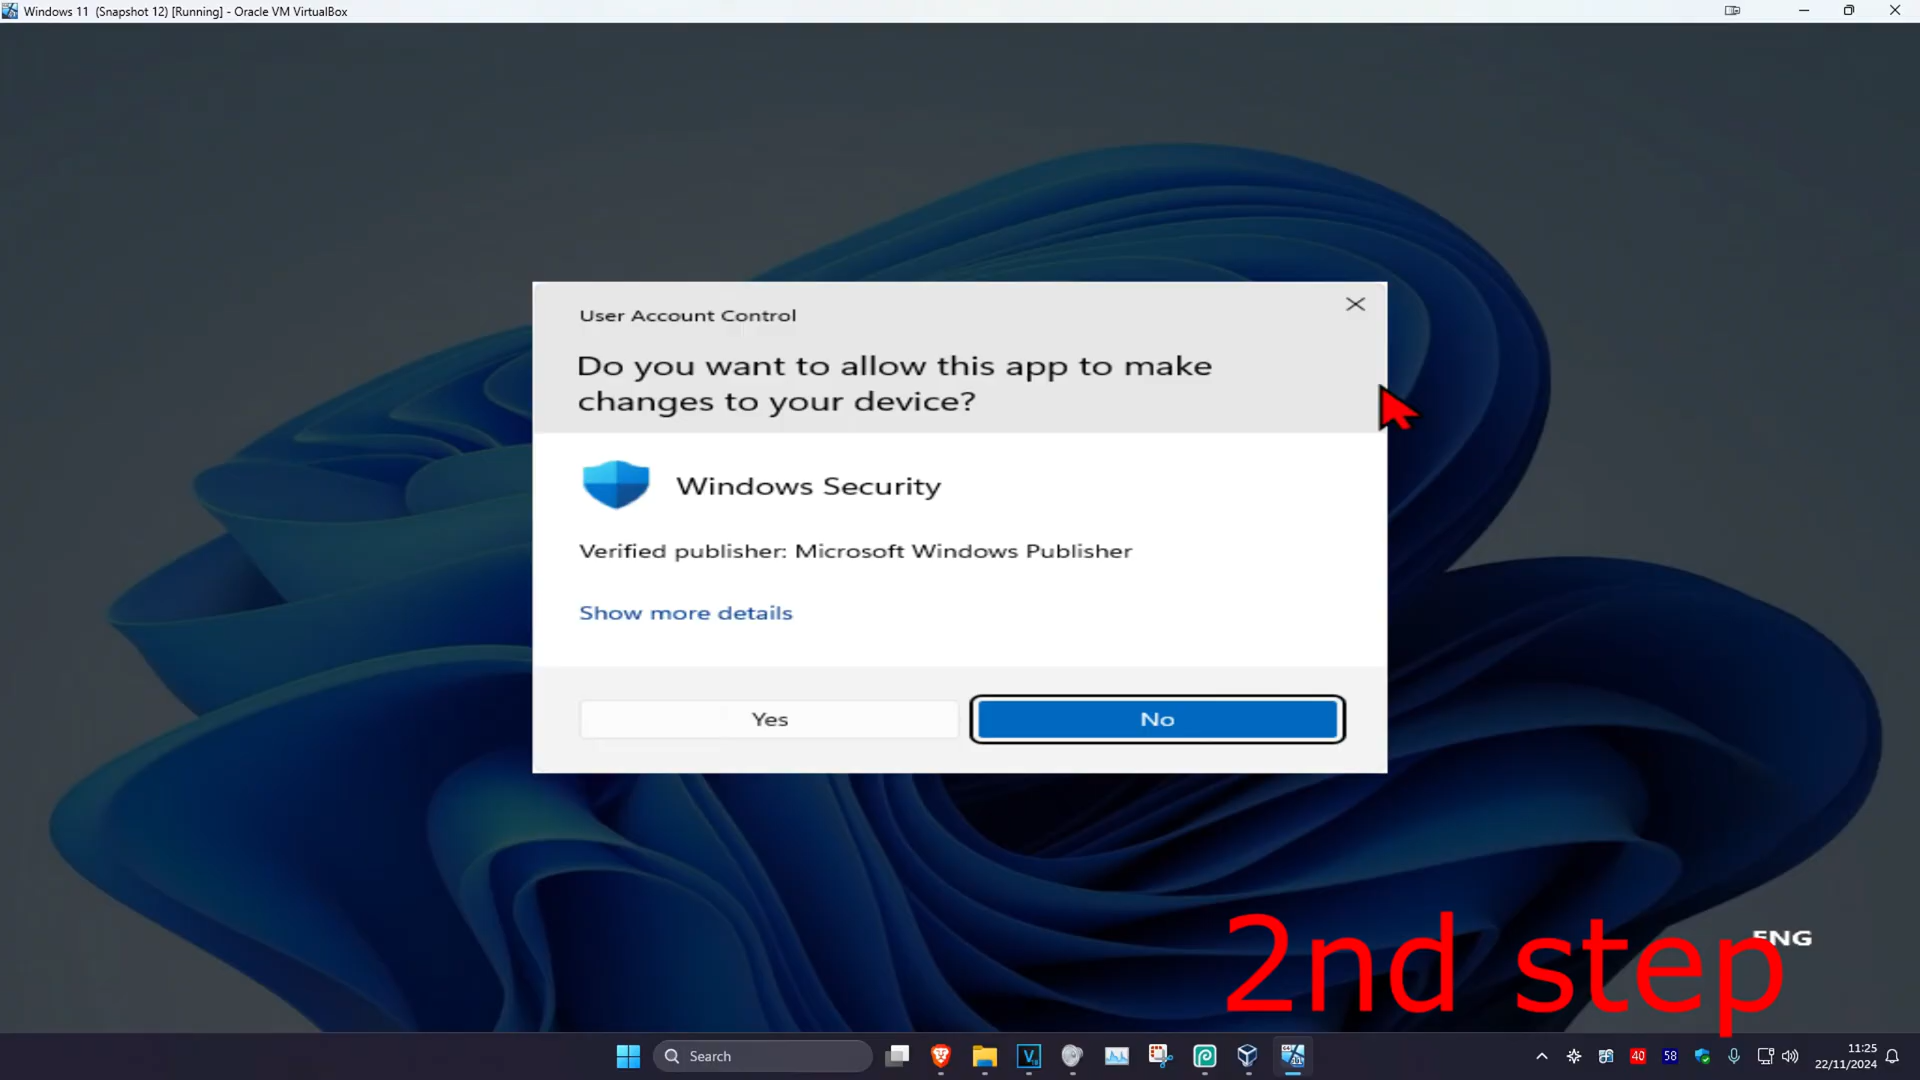 Windows 11 (Snapshot 12) [Running] - Oracle VM VirtualBox
User Account Control
Do you want to allow this app to make
changes to your device?
Windows Security
Verified publisher: Microsoft Windows Publisher
Show more details
Yes
No
ENG
2nd step
Search
40
58
11:25
22/11/2024